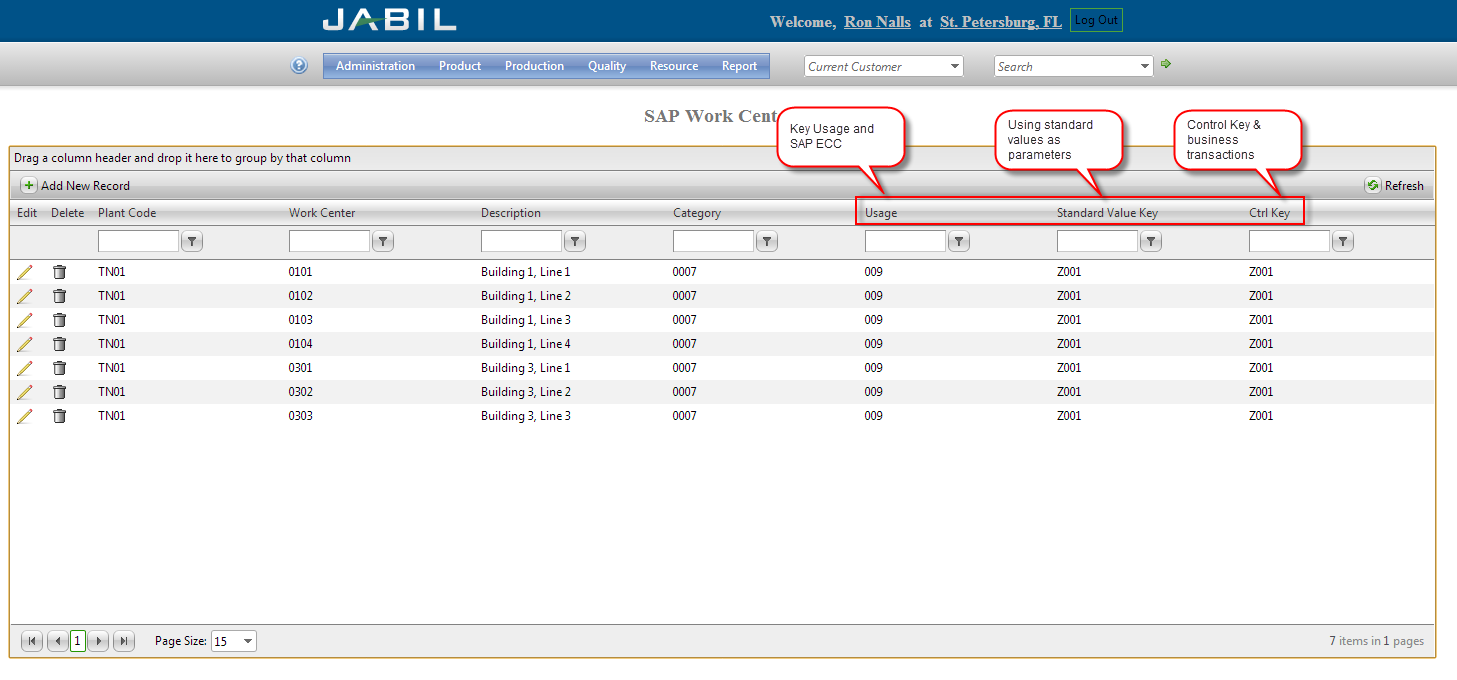 JABIL
Welcome, Ron Nalls at St. Petersburg, FL Log Out
Administration Product Production Quality Resource Report Current Customer Search
SAP Work Cent
Key Usage and
SAP ECC
Using standard
values as
parameters
Control Key &
business
transactions
Drag a column header and drop it here to group by that column
Add New Record Refresh
Edit Delete Plant Code Work Center Description Category Usage Standard Value Key Ctrl Key
TN01 0101 Building 1, Line 1 0007 009 Z001 Z001
TN01 0102 Building 1, Line 2 0007 009 Z001 Z001
TN01 0103 Building 1, Line 3 0007 009 Z001 Z001
TN01 0104 Building 1, Line 4 0007 009 Z001 Z001
TN01 0301 Building 3, Line 1 0007 009 Z001 Z001
TN01 0302 Building 3, Line 2 0007 009 Z001 Z001
TN01 0303 Building 3, Line 3 0007 009 Z001 Z001
1 Page Size: 15 7 items in 1 pages